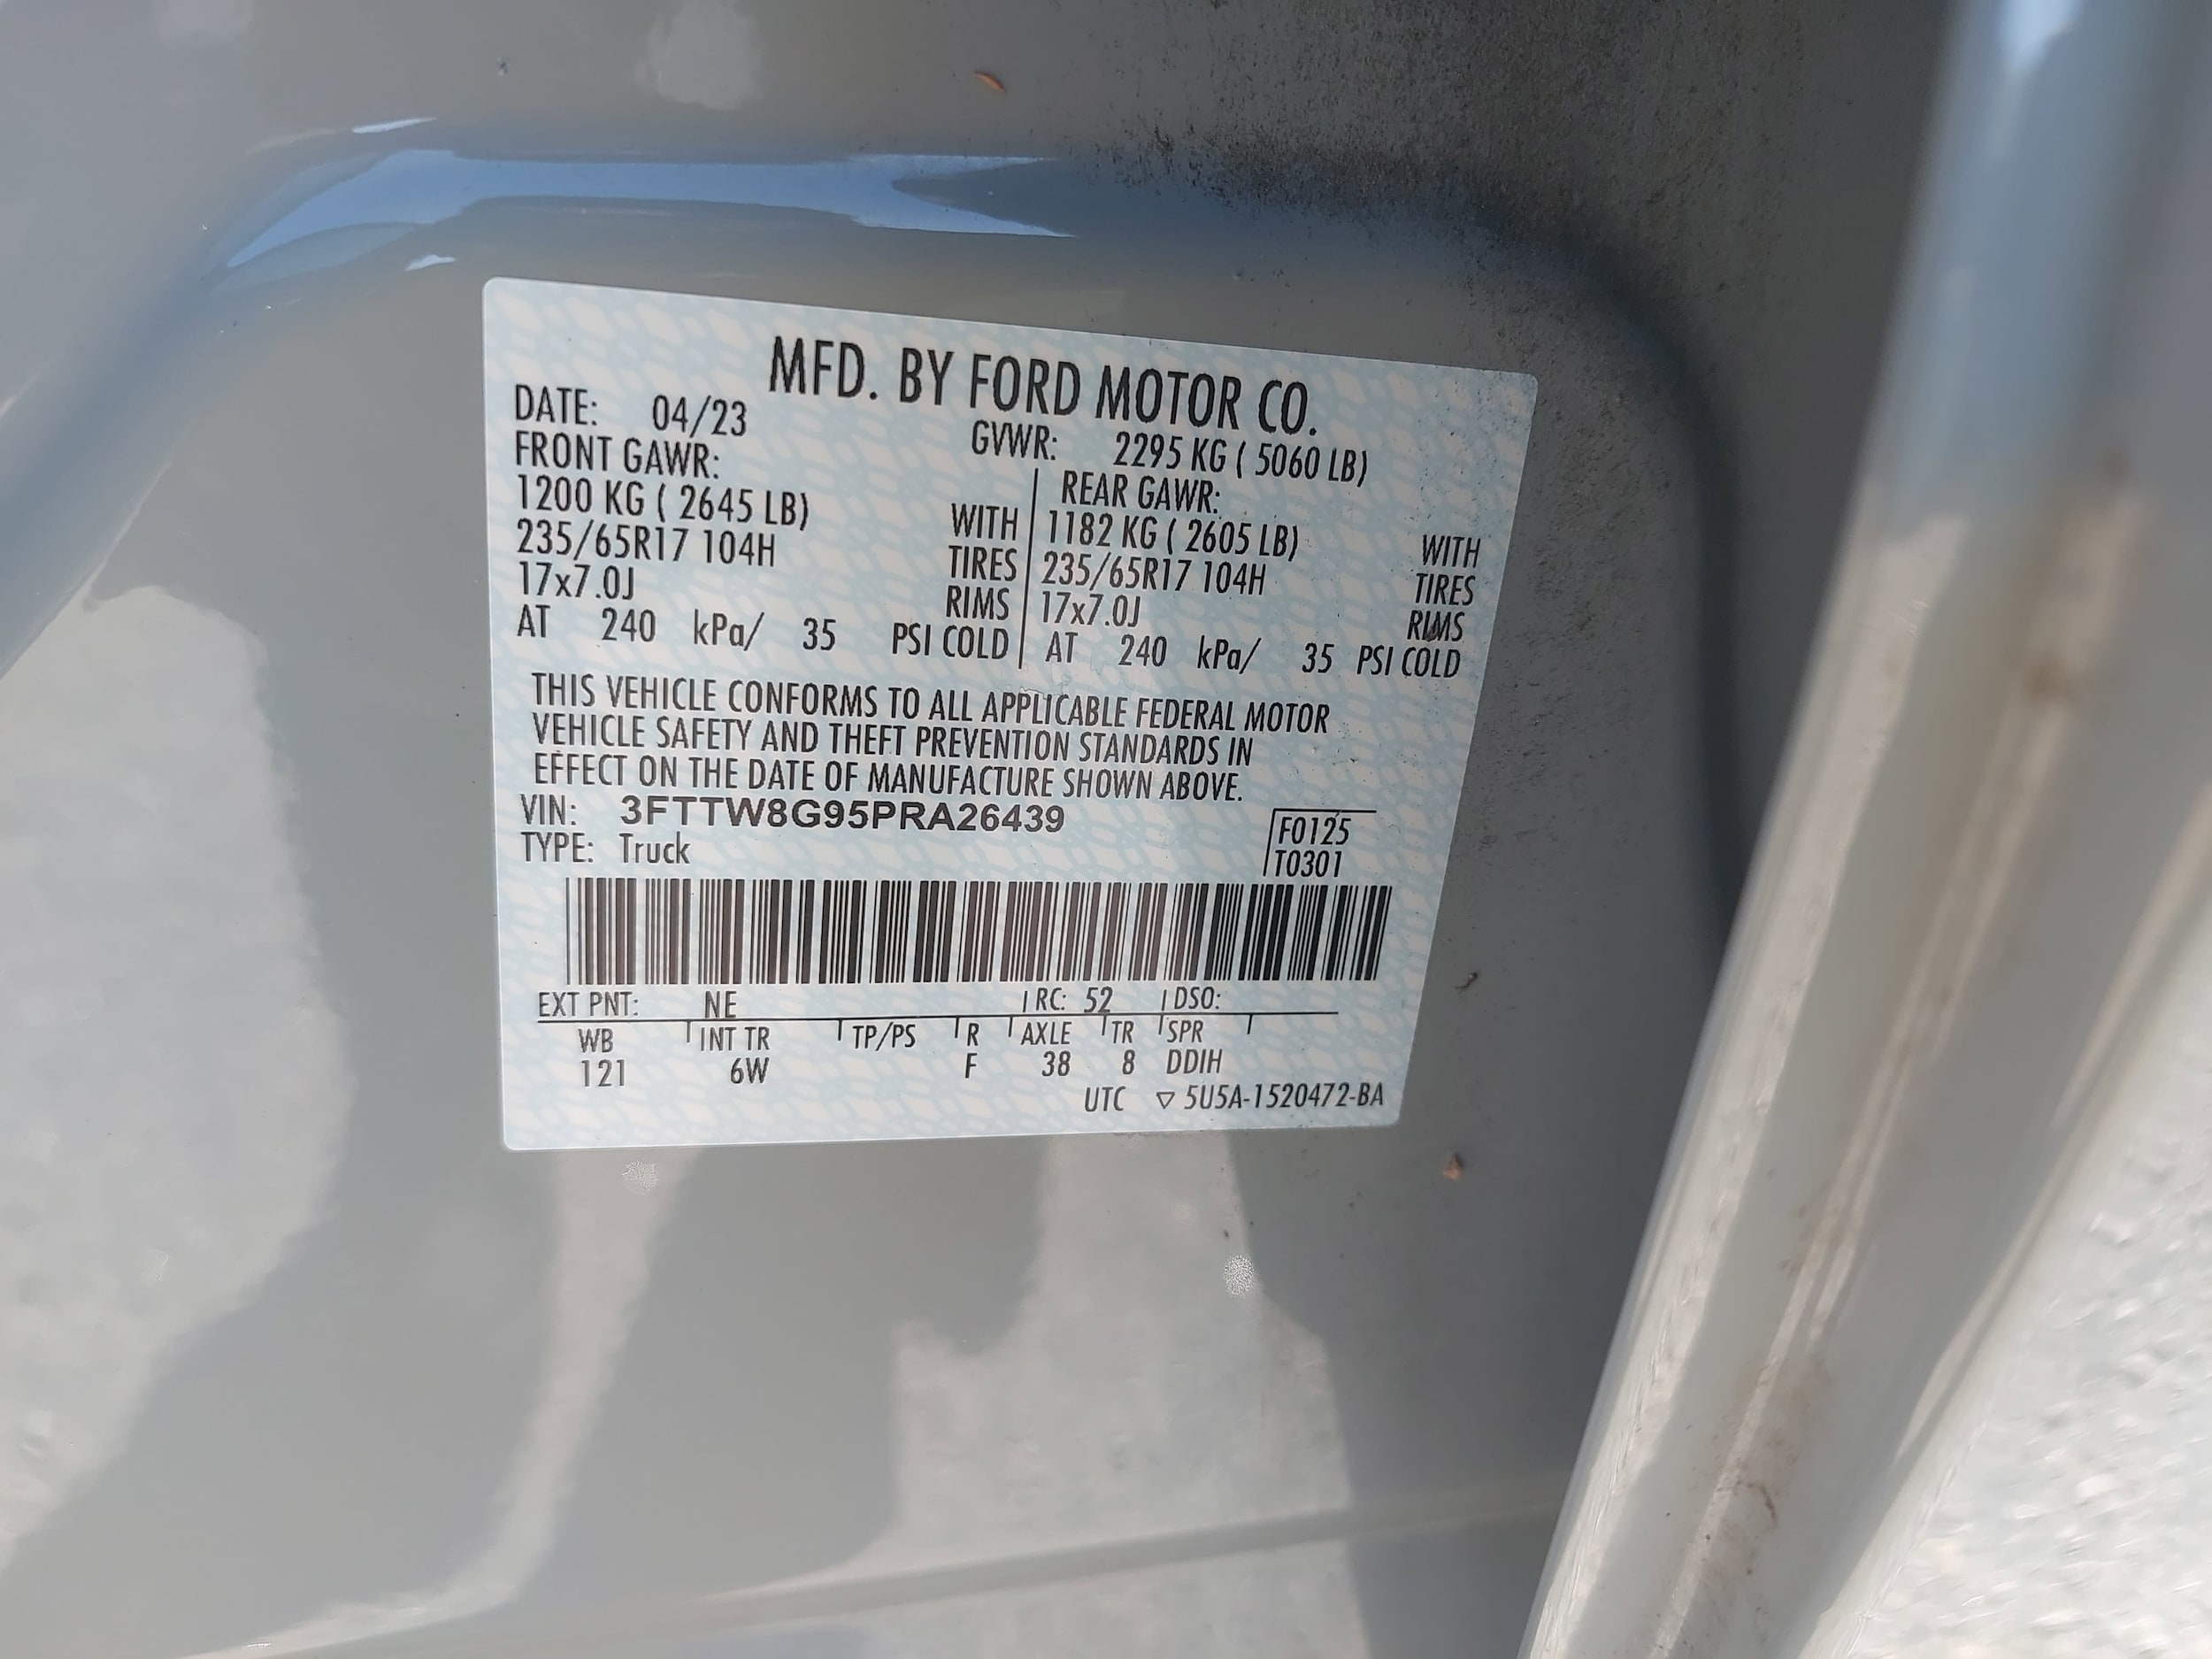 MFD. BY FORD MOTOR CO.
DATE: 04/23 GVWR: 2295 KG ( 5060 LB)
FRONT GAWR: REAR GAWR:
1200 KG ( 2645 LB) WITH 1182 KG ( 2605 LB) WITH
235/65R17 104H TIRES 235/65R17 104H TIRES
17x7.0J RIMS 17x7.0J RIMS
AT 240 kPa/ 35 PSI COLD AT 240 kPa/ 35 PSI COLD
THIS VEHICLE CONFORMS TO ALL APPLICABLE FEDERAL MOTOR
VEHICLE SAFETY AND THEFT PREVENTION STANDARDS IN
EFFECT ON THE DATE OF MANUFACTURE SHOWN ABOVE.
VIN: 3FTTW8G95PRA26439 F0125
TYPE: Truck T0301
EXT PNT: NE RC: 52 DSO:
WB INT TR TP/PS R AXLE TR SPR
121 6W F 38 8 DDIH
UTC ▽ 5U5A-1520472-BA